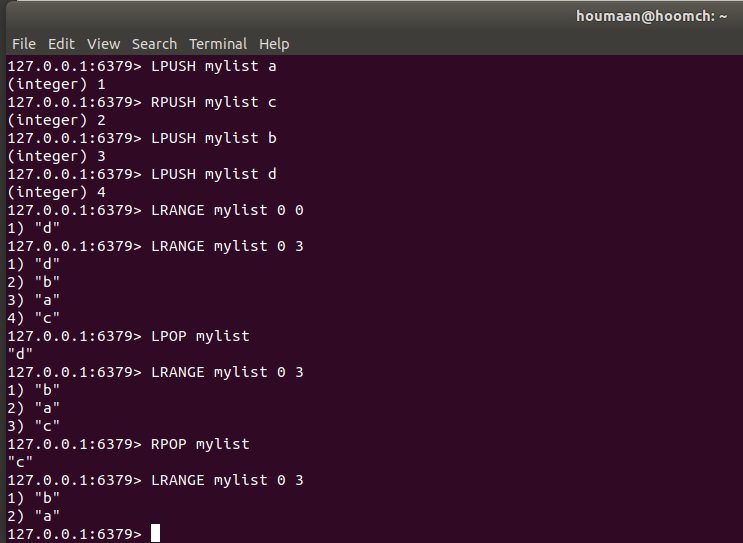 houmaan@hoomch: ~
File Edit View Search Terminal Help
127.0.0.1:6379> LPUSH mylist a
(integer) 1
127.0.0.1:6379> RPUSH mylist c
(integer) 2
127.0.0.1:6379> LPUSH mylist b
(integer) 3
127.0.0.1:6379> LPUSH mylist d
(integer) 4
127.0.0.1:6379> LRANGE mylist 0 0
1) "d"
127.0.0.1:6379> LRANGE mylist 0 3
1) "d"
2) "b"
3) "a"
4) "c"
127.0.0.1:6379> LPOP mylist
"d"
127.0.0.1:6379> LRANGE mylist 0 3
1) "b"
2) "a"
3) "c"
127.0.0.1:6379> RPOP mylist
"c"
127.0.0.1:6379> LRANGE mylist 0 3
1) "b"
2) "a"
127.0.0.1:6379>